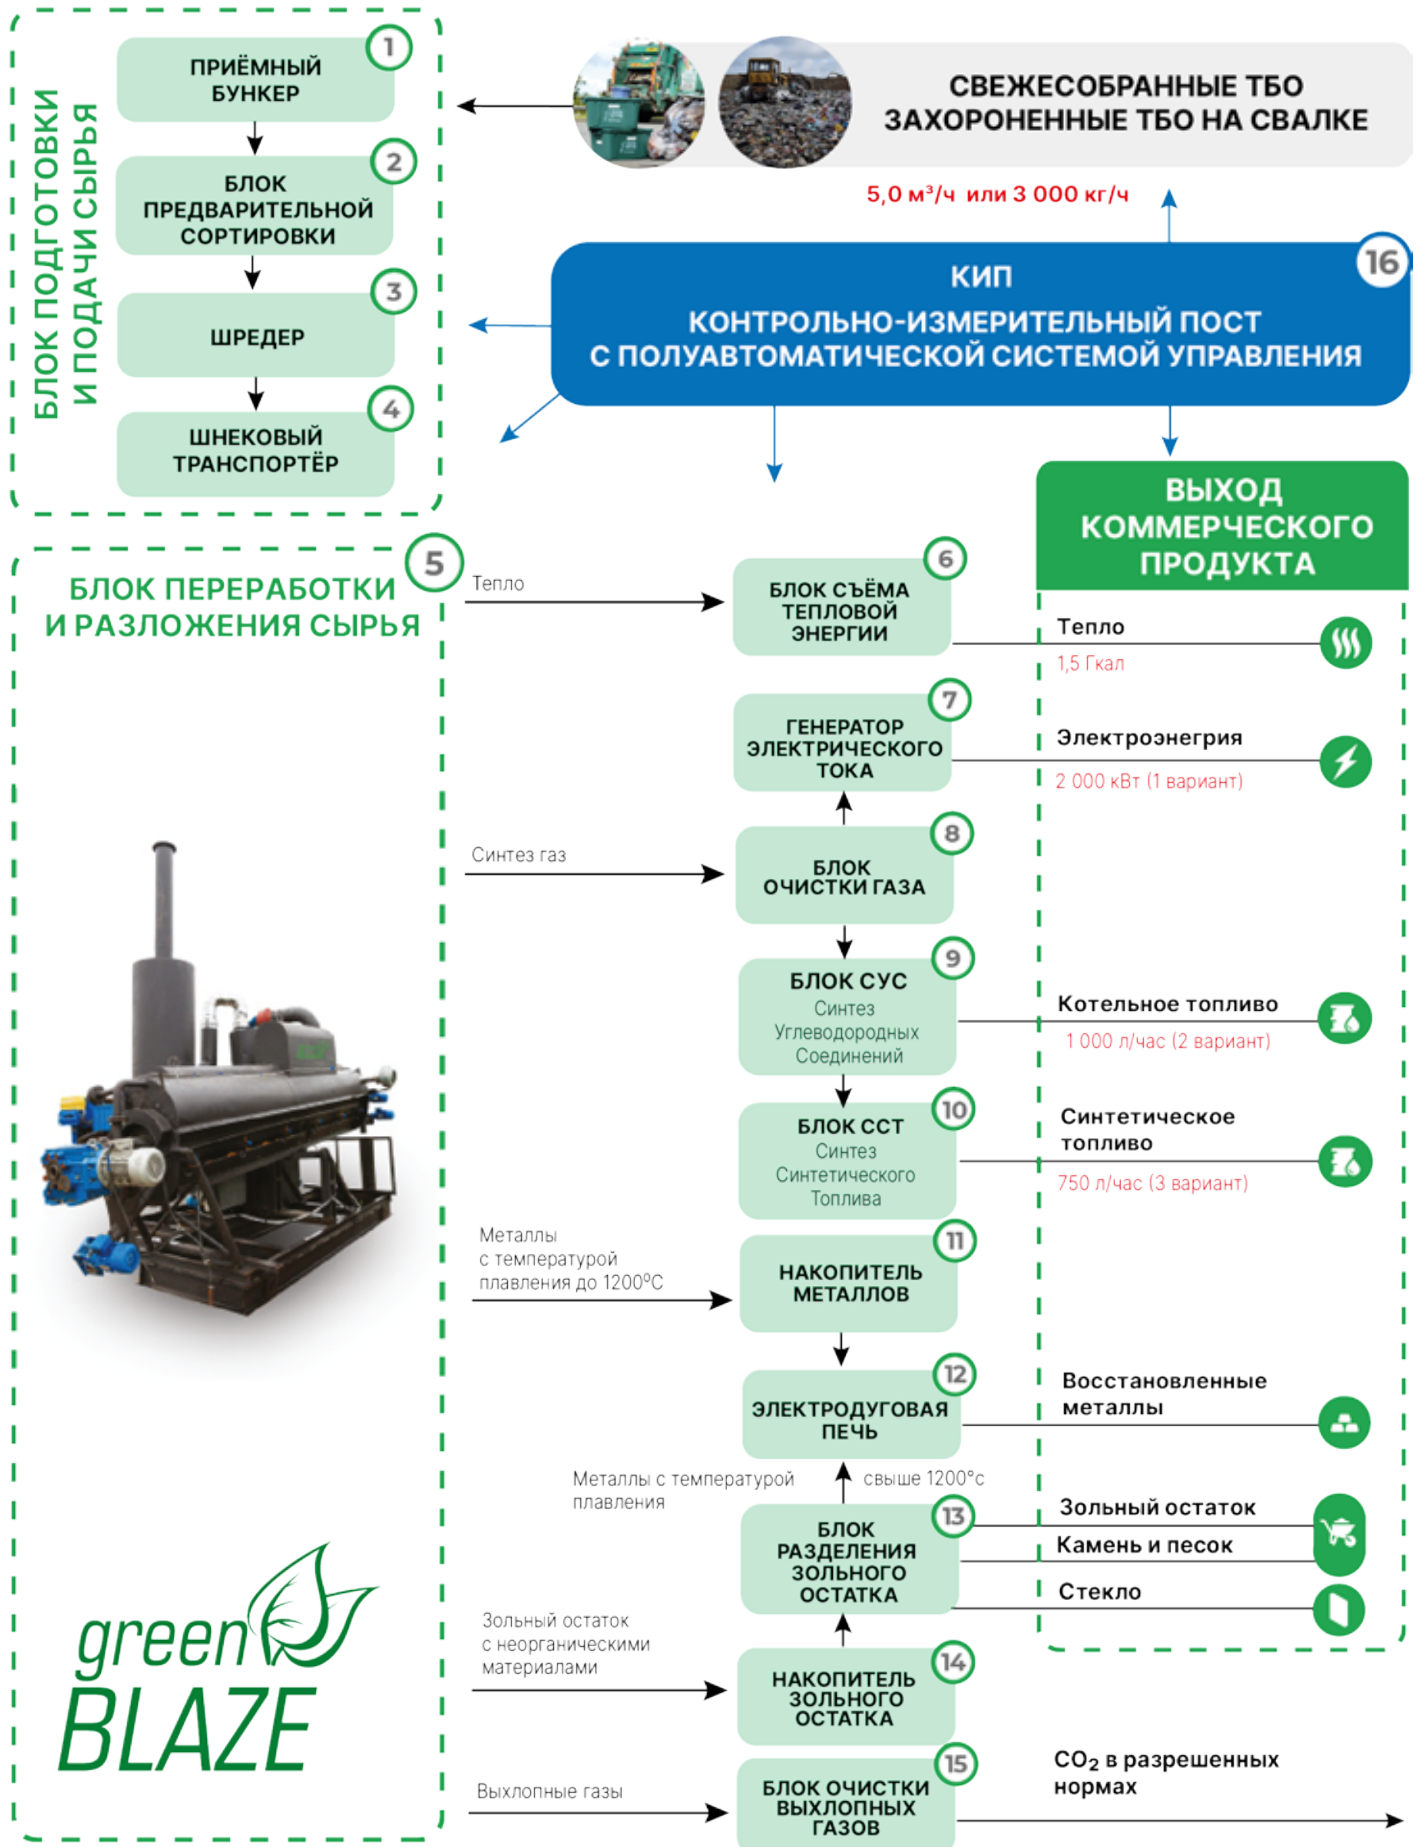 БЛОК ПОДГОТОВКИ
И ПОДАЧИ СЫРЬЯ
1
ПРИЁМНЫЙ
БУНКЕР
2
БЛОК
ПРЕДВАРИТЕЛЬНОЙ
СОРТИРОВКИ
3
ШРЕДЕР
4
ШНЕКОВЫЙ
ТРАНСПОРТЁР
СВЕЖЕСОБРАННЫЕ ТБО
ЗАХОРОНЕННЫЕ ТБО НА СВАЛКЕ
5,0 м³/ч или 3 000 кг/ч
16
КИП
КОНТРОЛЬНО-ИЗМЕРИТЕЛЬНЫЙ ПОСТ
С ПОЛУАВТОМАТИЧЕСКОЙ СИСТЕМОЙ УПРАВЛЕНИЯ
ВЫХОД
КОММЕРЧЕСКОГО
ПРОДУКТА
5
БЛОК ПЕРЕРАБОТКИ
И РАЗЛОЖЕНИЯ СЫРЬЯ
Тепло
6
БЛОК СЪЁМА
ТЕПЛОВОЙ
ЭНЕРГИИ
Тепло
1,5 Гкал
7
ГЕНЕРАТОР
ЭЛЕКТРИЧЕСКОГО
ТОКА
Электроэнегрия
2 000 кВт (1 вариант)
Синтез газ
8
БЛОК
ОЧИСТКИ ГАЗА
9
БЛОК СУС
Синтез
Углеводородных
Соединений
Котельное топливо
1 000 л/час (2 вариант)
10
БЛОК ССТ
Синтез
Синтетического
Топлива
Синтетическое
топливо
750 л/час (3 вариант)
Металлы
с температурой
плавления до 1200⁰С
11
НАКОПИТЕЛЬ
МЕТАЛЛОВ
12
ЭЛЕКТРОДУГОВАЯ
ПЕЧЬ
Восстановленные
металлы
Металлы с температурой свыше 1200°с
плавления
13
БЛОК
РАЗДЕЛЕНИЯ
ЗОЛЬНОГО
ОСТАТКА
Зольный остаток
Камень и песок
Стекло
Зольный остаток
с неорганическими
материалами
14
НАКОПИТЕЛЬ
ЗОЛЬНОГО
ОСТАТКА
green
BLAZE
Выхлопные газы
15
БЛОК ОЧИСТКИ
ВЫХЛОПНЫХ
ГАЗОВ
CO₂ в разрешенных
нормах